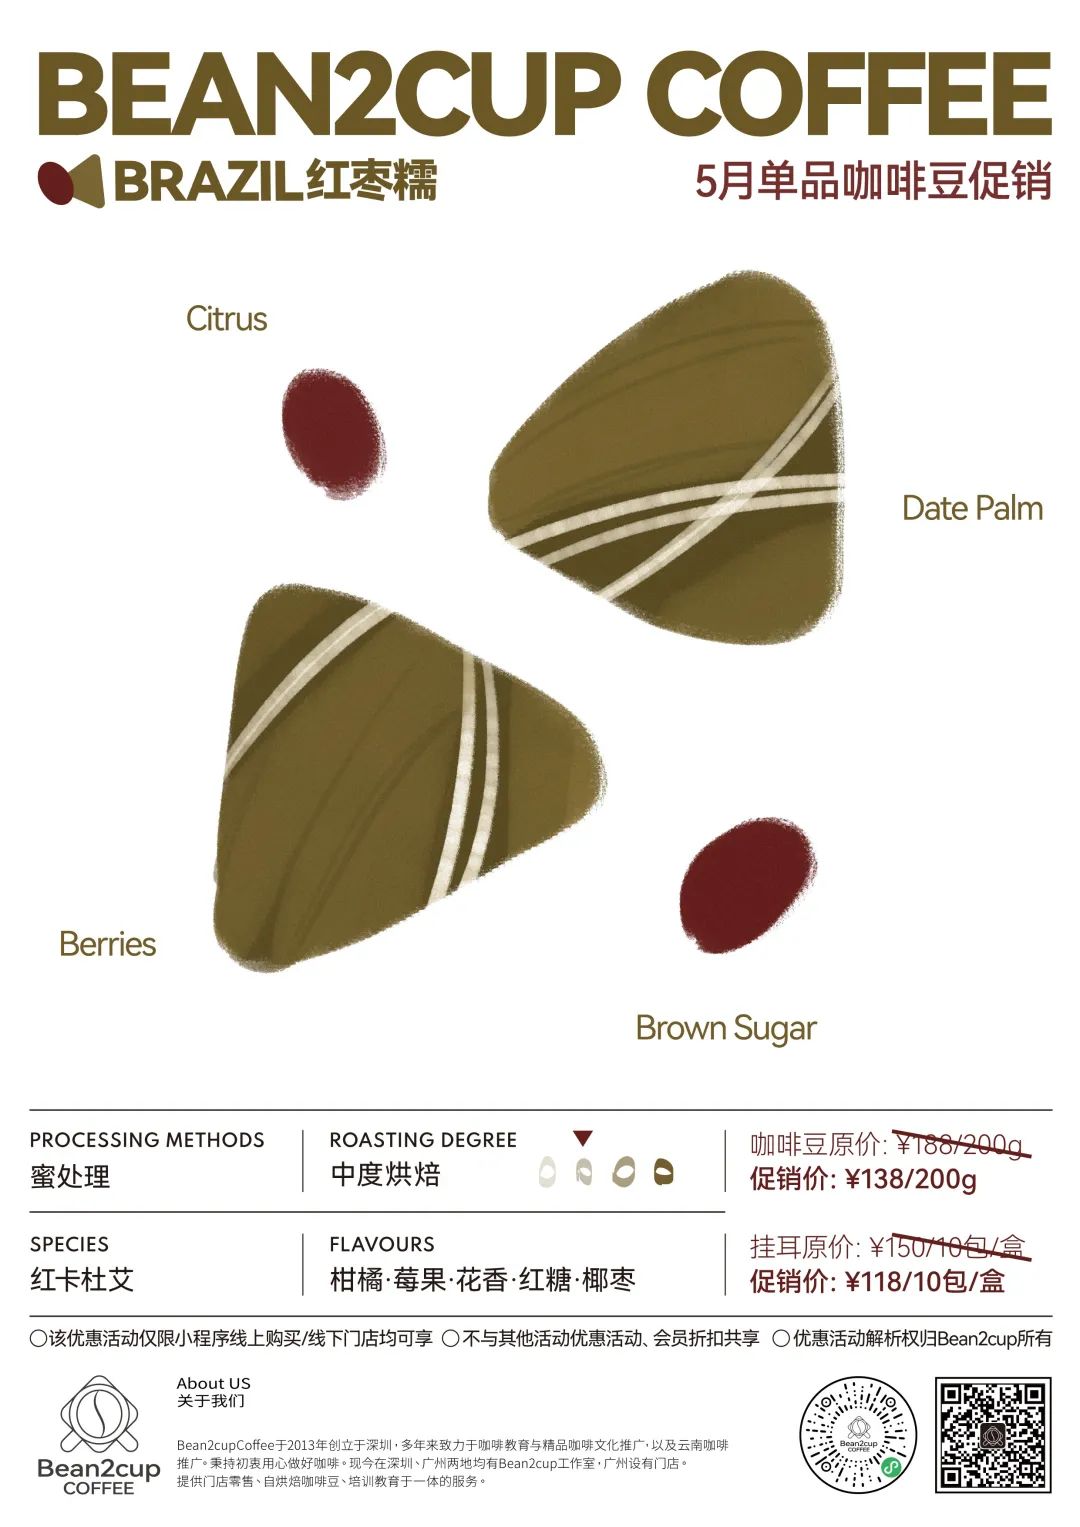 BEAN2CUP COFFEE
BRAZIL红枣糯
5月单品咖啡豆促销
Citrus
Date Palm
Berries
Brown Sugar
PROCESSING METHODS
蜜处理
ROASTING DEGREE
中度烘焙
咖啡豆原价: ¥188/200g
促销价: ¥138/200g
SPECIES
红卡杜艾
FLAVOURS
柑橘·莓果·花香·红糖·椰枣
挂耳原价: ¥150/10包/盒
促销价: ¥118/10包/盒
○该优惠活动仅限小程序线上购买/线下门店均可享 ○不与其他活动优惠活动、会员折扣共享 ○优惠活动解析权归Bean2cup所有
About US
关于我们
Bean2cupCoffee于2013年创立于深圳，多年来致力于咖啡教育与精品咖啡文化推广，以及云南咖啡
推广。秉持初衷用心做好咖啡。现今在深圳、广州两地均有Bean2cup工作室，广州设有门店。
提供门店零售、自烘焙咖啡豆、培训教育于一体的服务。
Bean2cup
COFFEE
Bean2cup
COFFEE